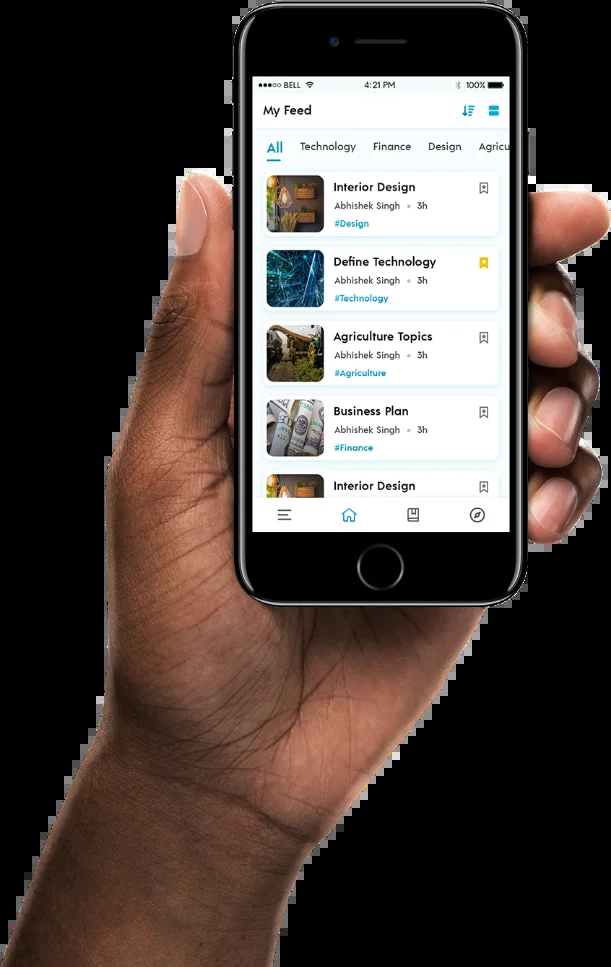 BELL 4:21 PM 100%
My Feed
All Technology Finance Design Agricu
Interior Design
Abhishek Singh • 3h
#Design
Define Technology
Abhishek Singh • 3h
#Technology
Agriculture Topics
Abhishek Singh • 3h
#Agriculture
Business Plan
Abhishek Singh • 3h
#Finance
Interior Design